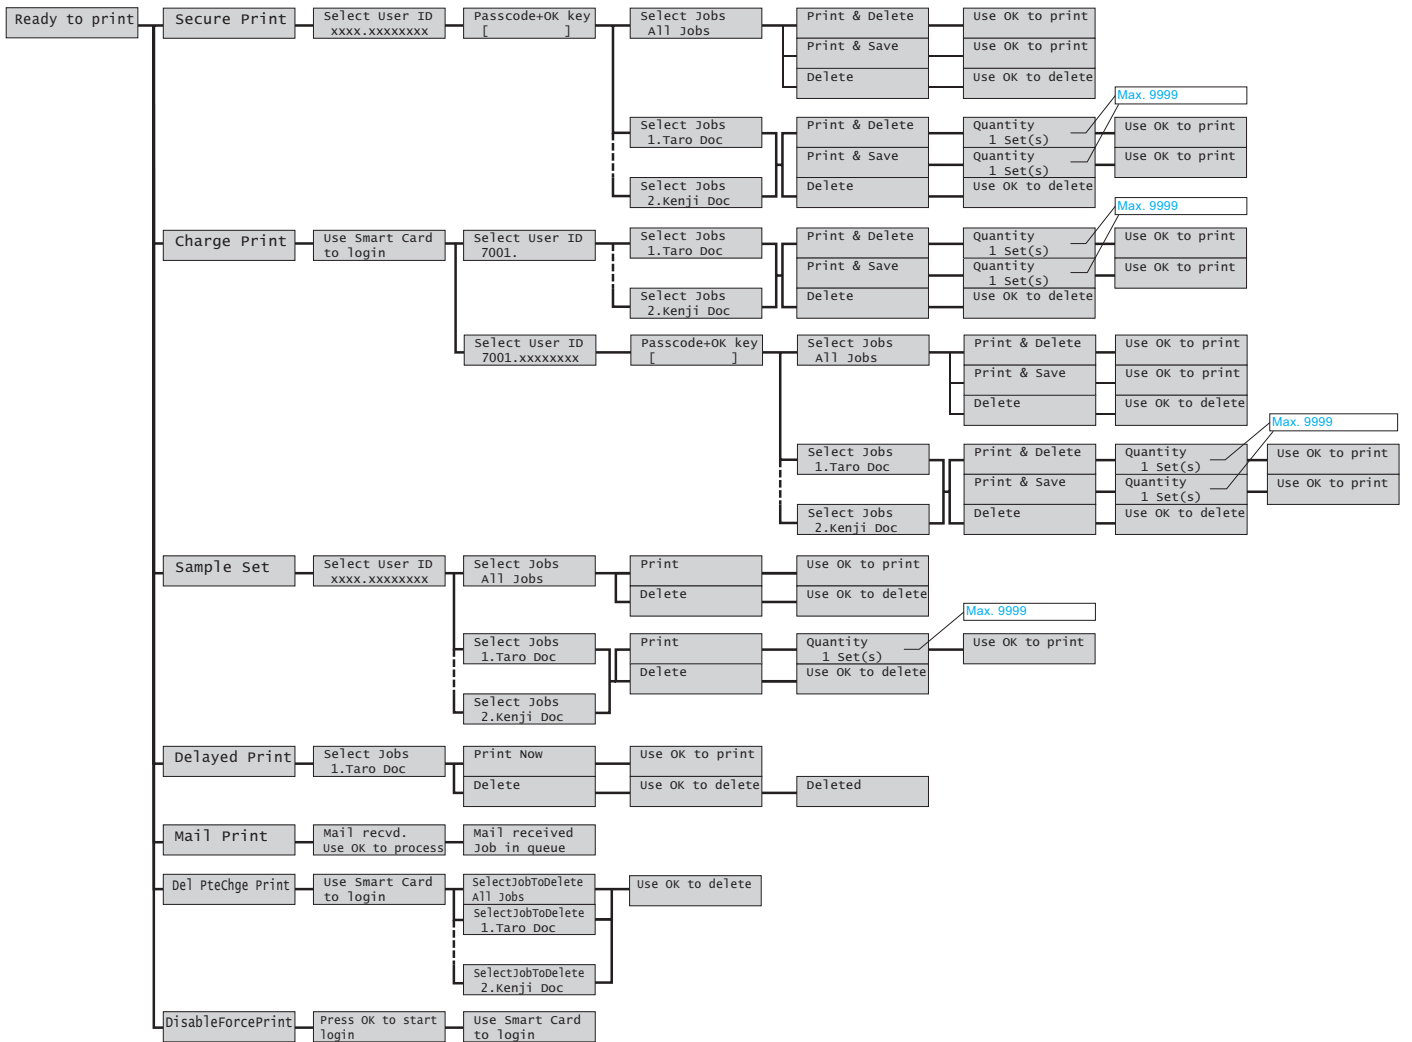 Ready to print
Secure Print
Select User ID
xxxx.xxxxxxxx
Passcode+OK key
[ ]
Select Jobs
All Jobs
Print & Delete
Use OK to print
Print & Save
Use OK to print
Delete
Use OK to delete
Max. 9999
Select Jobs
1.Taro Doc
Print & Delete
Quantity
1 Set(s)
Use OK to print
Print & Save
Quantity
1 Set(s)
Use OK to print
Select Jobs
2.Kenji Doc
Delete
Use OK to delete
Max. 9999
Charge Print
Use Smart Card
to login
Select User ID
7001.
Select Jobs
1.Taro Doc
Print & Delete
Quantity
1 Set(s)
Use OK to print
Print & Save
Quantity
1 Set(s)
Use OK to print
Select Jobs
2.Kenji Doc
Delete
Use OK to delete
Select User ID
7001.xxxxxxxx
Passcode+OK key
[ ]
Select Jobs
All Jobs
Print & Delete
Use OK to print
Print & Save
Use OK to print
Delete
Use OK to delete
Max. 9999
Select Jobs
1.Taro Doc
Print & Delete
Quantity
1 Set(s)
Use OK to print
Print & Save
Quantity
1 Set(s)
Use OK to print
Select Jobs
2.Kenji Doc
Delete
Use OK to delete
Sample Set
Select User ID
xxxx.xxxxxxxx
Select Jobs
All Jobs
Print
Use OK to print
Delete
Use OK to delete
Max. 9999
Select Jobs
1.Taro Doc
Print
Quantity
1 Set(s)
Use OK to print
Delete
Use OK to delete
Select Jobs
2.Kenji Doc
Delayed Print
Select Jobs
1.Taro Doc
Print Now
Use OK to print
Delete
Use OK to delete
Deleted
Mail Print
Mail recvd.
Use OK to process
Mail received
Job in queue
Del PteChge Print
Use Smart Card
to login
SelectJobToDelete
All Jobs
Use OK to delete
SelectJobToDelete
1.Taro Doc
SelectJobToDelete
2.Kenji Doc
DisableForcePrint
Press OK to start
login
Use Smart Card
to login